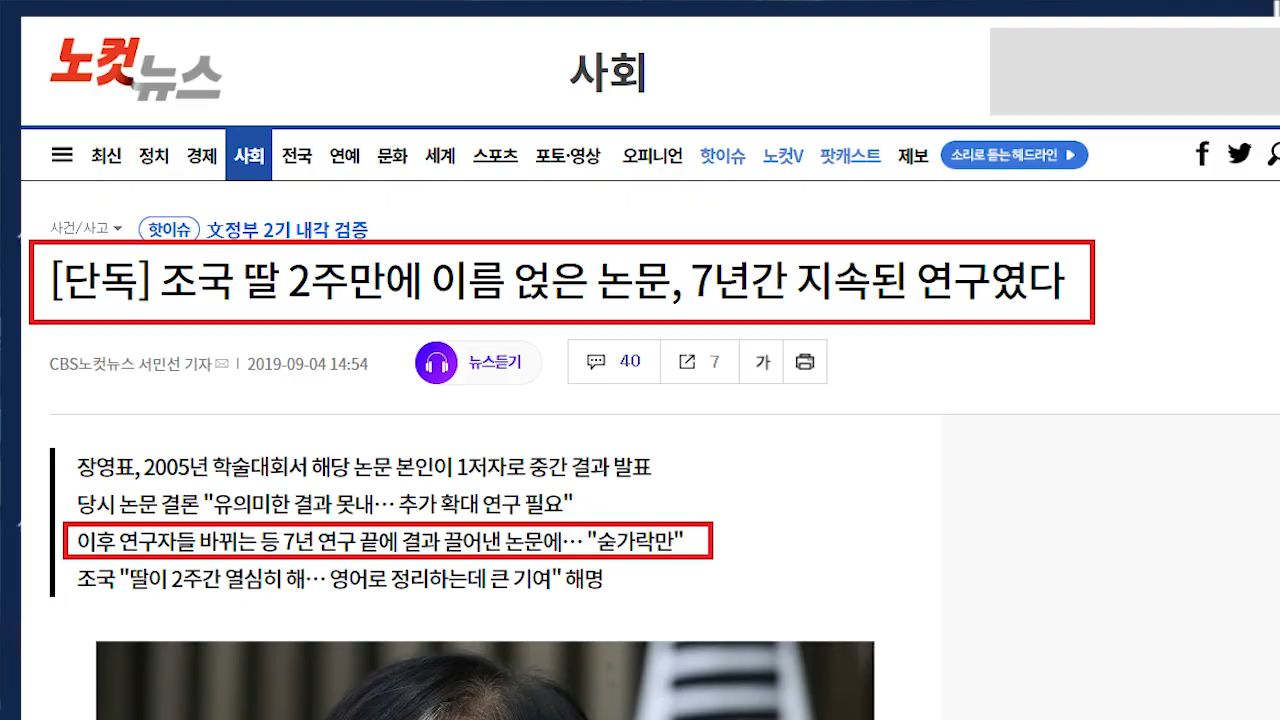 노컷뉴스
사회
최신 정치 경제 사회 전국 연예 문화 세계 스포츠 포토·영상 오피니언 핫이슈 노컷V 팟캐스트 제보 소리로 듣는 헤드라인
사건/사고 핫이슈 文정부 2기 내각 검증
[단독] 조국 딸 2주만에 이름 얹은 논문, 7년간 지속된 연구였다
CBS노컷뉴스 서민선 기자 2019-09-04 14:54 뉴스듣기 40 7 가
장영표, 2005년 학술대회서 해당 논문 본인이 1저자로 중간 결과 발표
당시 논문 결론 "유의미한 결과 못내… 추가 확대 연구 필요"
이후 연구자들 바뀌는 등 7년 연구 끝에 결과 끌어낸 논문에… "숟가락만"
조국 "딸이 2주간 열심히 해… 영어로 정리하는데 큰 기여" 해명